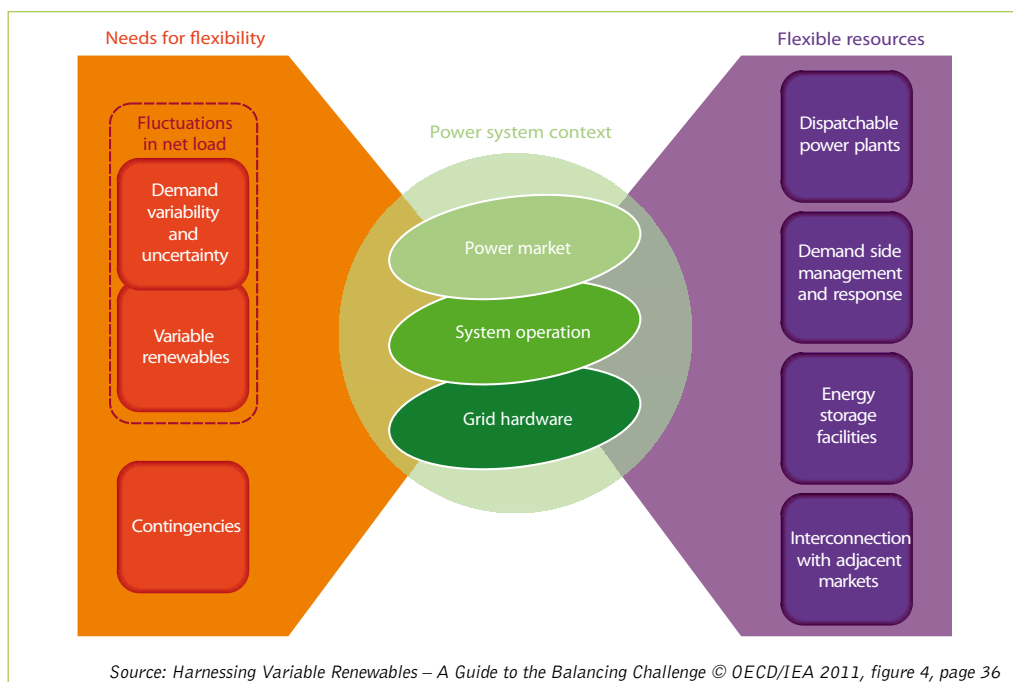 Needs for flexibility
Fluctuations
in net load
Demand
variability
and
uncertainty
Variable
renewables
Contingencies
Power system context
Power market
System operation
Grid hardware
Flexible resources
Dispatchable
power plants
Demand side
management
and response
Energy
storage
facilities
Interconnection
with adjacent
markets
Source: Harnessing Variable Renewables – A Guide to the Balancing Challenge © OECD/IEA 2011, figure 4, page 36